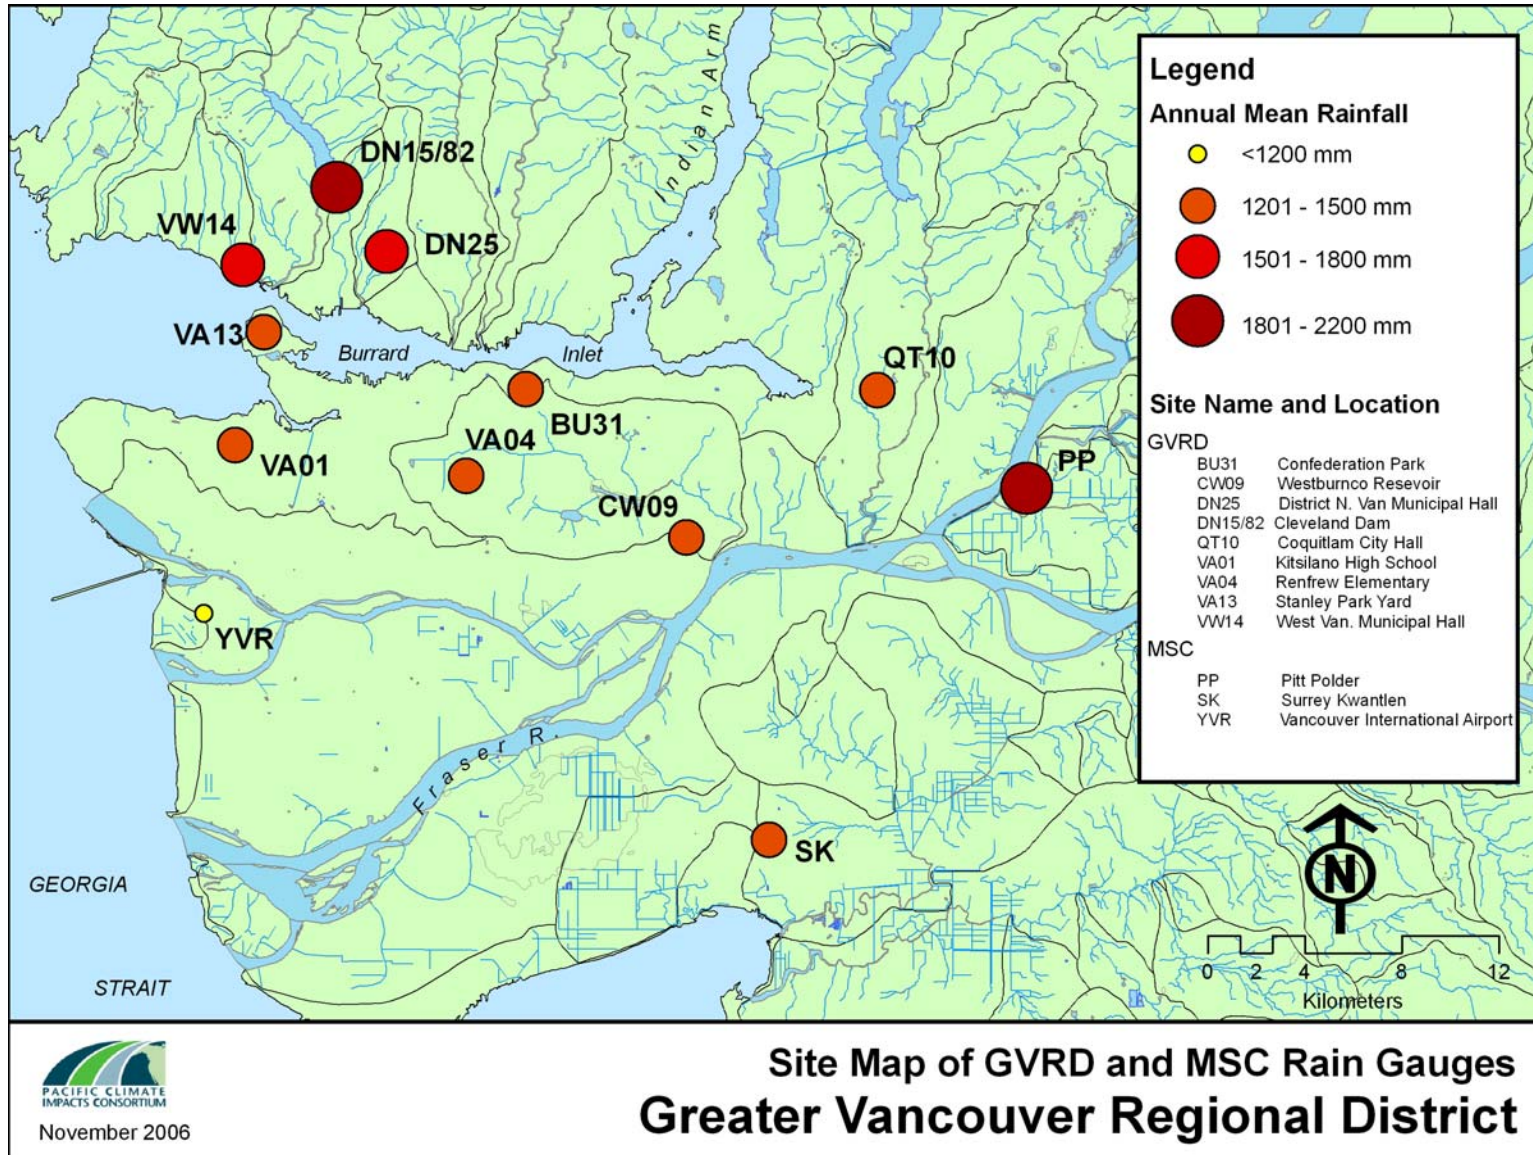 Indian Arm
DN15/82
VW14
DN25
VA13
Burrard
Inlet
QT10
BU31
VA04
VA01
PP
CW09
YVR
Fraser R.
SK
GEORGIA
STRAIT
Legend
Annual Mean Rainfall
<1200 mm
1201 - 1500 mm
1501 - 1800 mm
1801 - 2200 mm
Site Name and Location
GVRD
BU31 Confederation Park
CW09 Westburnco Resevoir
DN25 District N. Van Municipal Hall
DN15/82 Cleveland Dam
QT10 Coquitlam City Hall
VA01 Kitsilano High School
VA04 Renfrew Elementary
VA13 Stanley Park Yard
VW14 West Van. Municipal Hall
MSC
PP Pitt Polder
SK Surrey Kwantlen
YVR Vancouver International Airport
N
0 2 4 8 12
Kilometers
PACIFIC CLIMATE
IMPACTS CONSORTIUM
November 2006
Site Map of GVRD and MSC Rain Gauges
Greater Vancouver Regional District